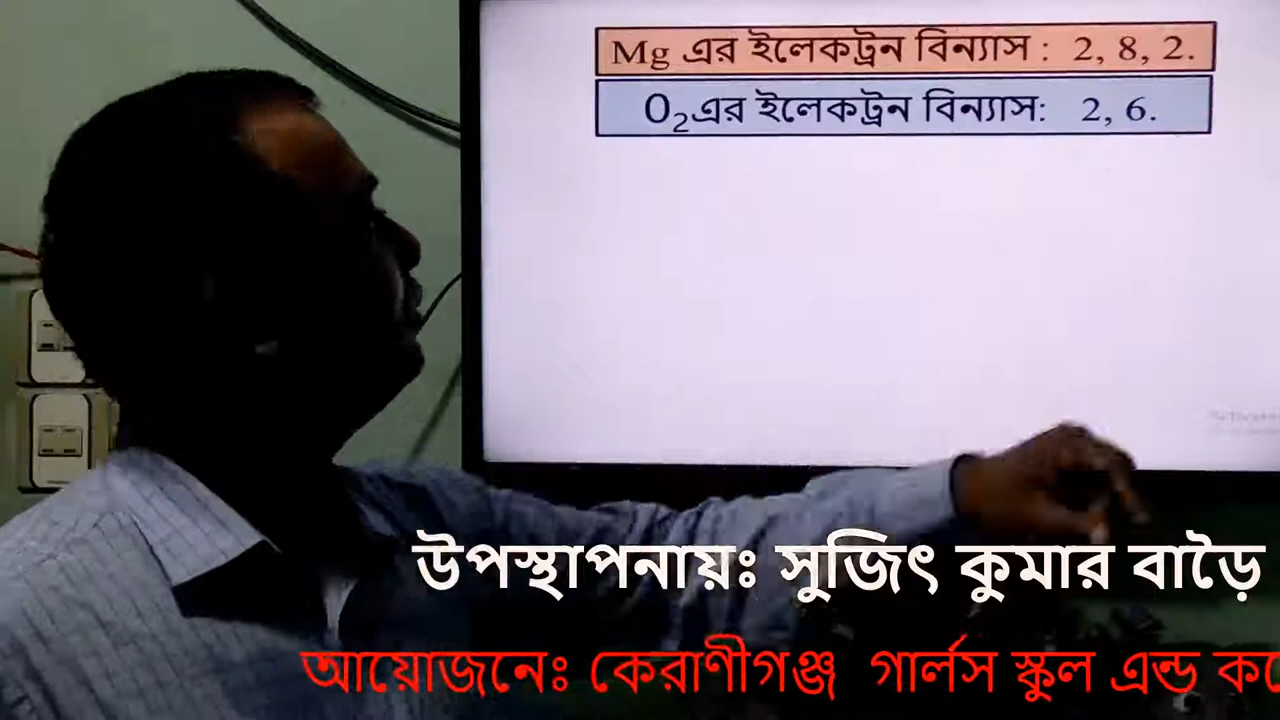 Mg এর ইলেকট্রন বিন্যাস : 2, 8, 2.
O₂এর ইলেকট্রন বিন্যাস: 2, 6.
উপস্থাপনায়ঃ সুজিৎ কুমার বাড়ৈ
আয়োজনেঃ কেরাণীগঞ্জ গার্লস স্কুল এন্ড